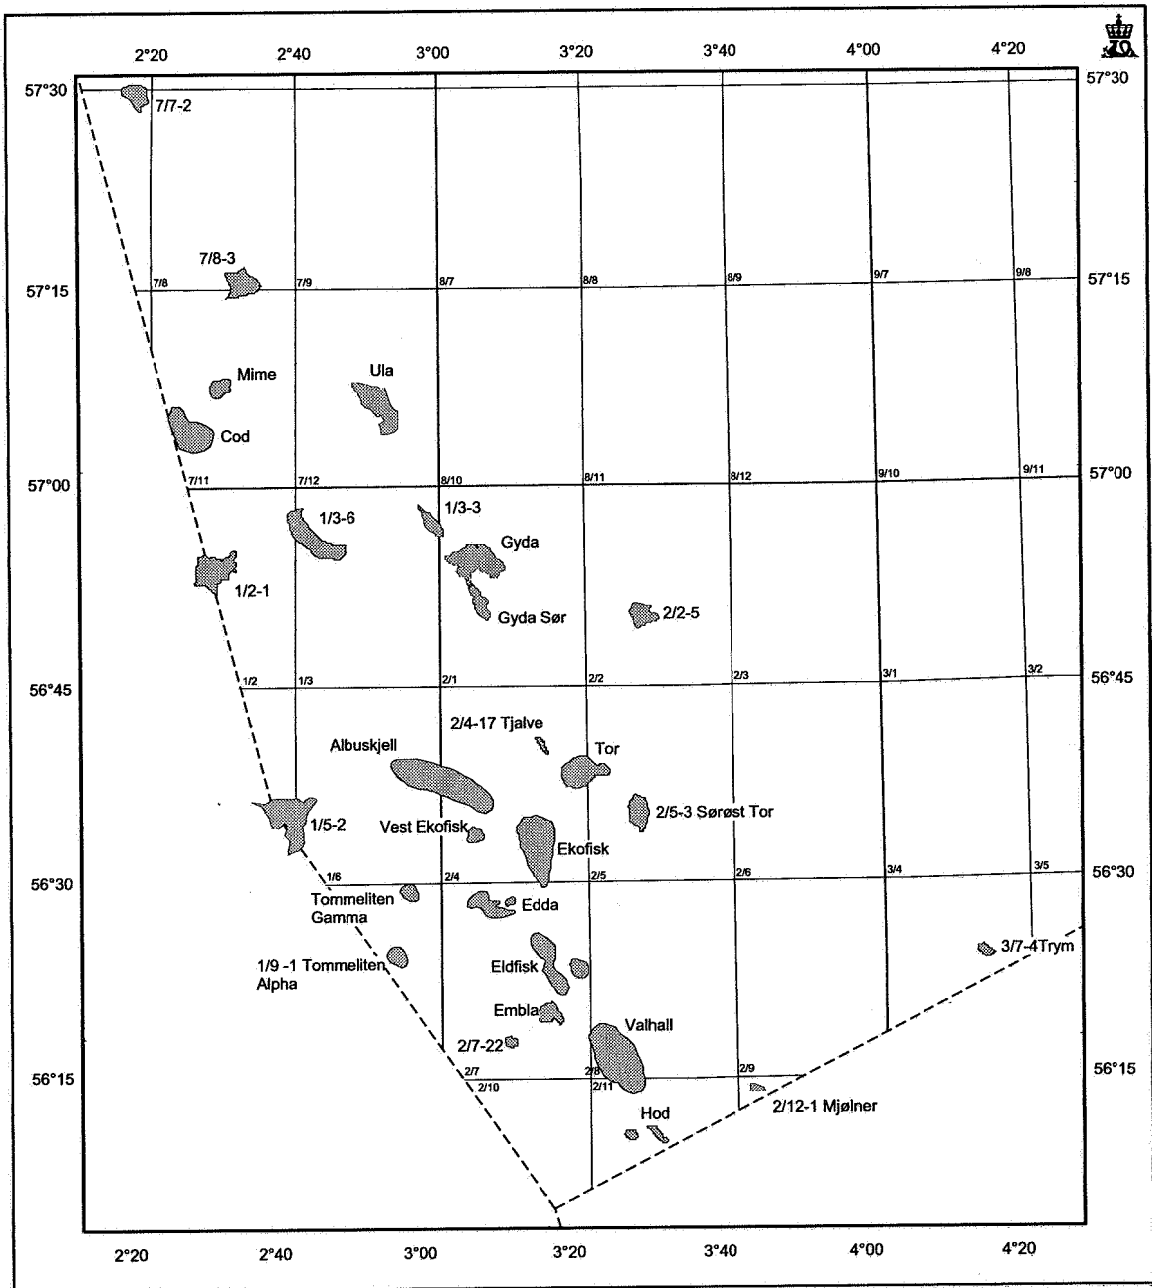 2°20 2°40 3°00 3°20 3°40 4°00 4°20
57°30 57°30
7/7-2
7/8-3
7/8 7/9 8/7 8/8 8/9 9/7 9/8
57°15 57°15
Mime Ula
Cod
7/11 7/12 8/10 8/11 8/12 9/10 9/11
57°00 57°00
1/3-6 1/3-3
Gyda
1/2-1
Gyda Sør 2/2-5
1/2 1/3 2/1 2/2 2/3 3/1 3/2
56°45 56°45
2/4-17 Tjalve
Albuskjell Tor
2/5-3 Sørøst Tor
1/5-2 Vest Ekofisk
Ekofisk
1/6 2/4 2/5 2/6 3/4 3/5
56°30 56°30
Tommeliten
Gamma
Edda
3/7-4Trym
1/9 -1 Tommeliten
Alpha
Eldfisk
Embla
Valhall
2/7-22
2/7 2/8 2/9
56°15 56°15
2/10 2/11
2/12-1 Mjølner
Hod
2°20 2°40 3°00 3°20 3°40 4°00 4°20